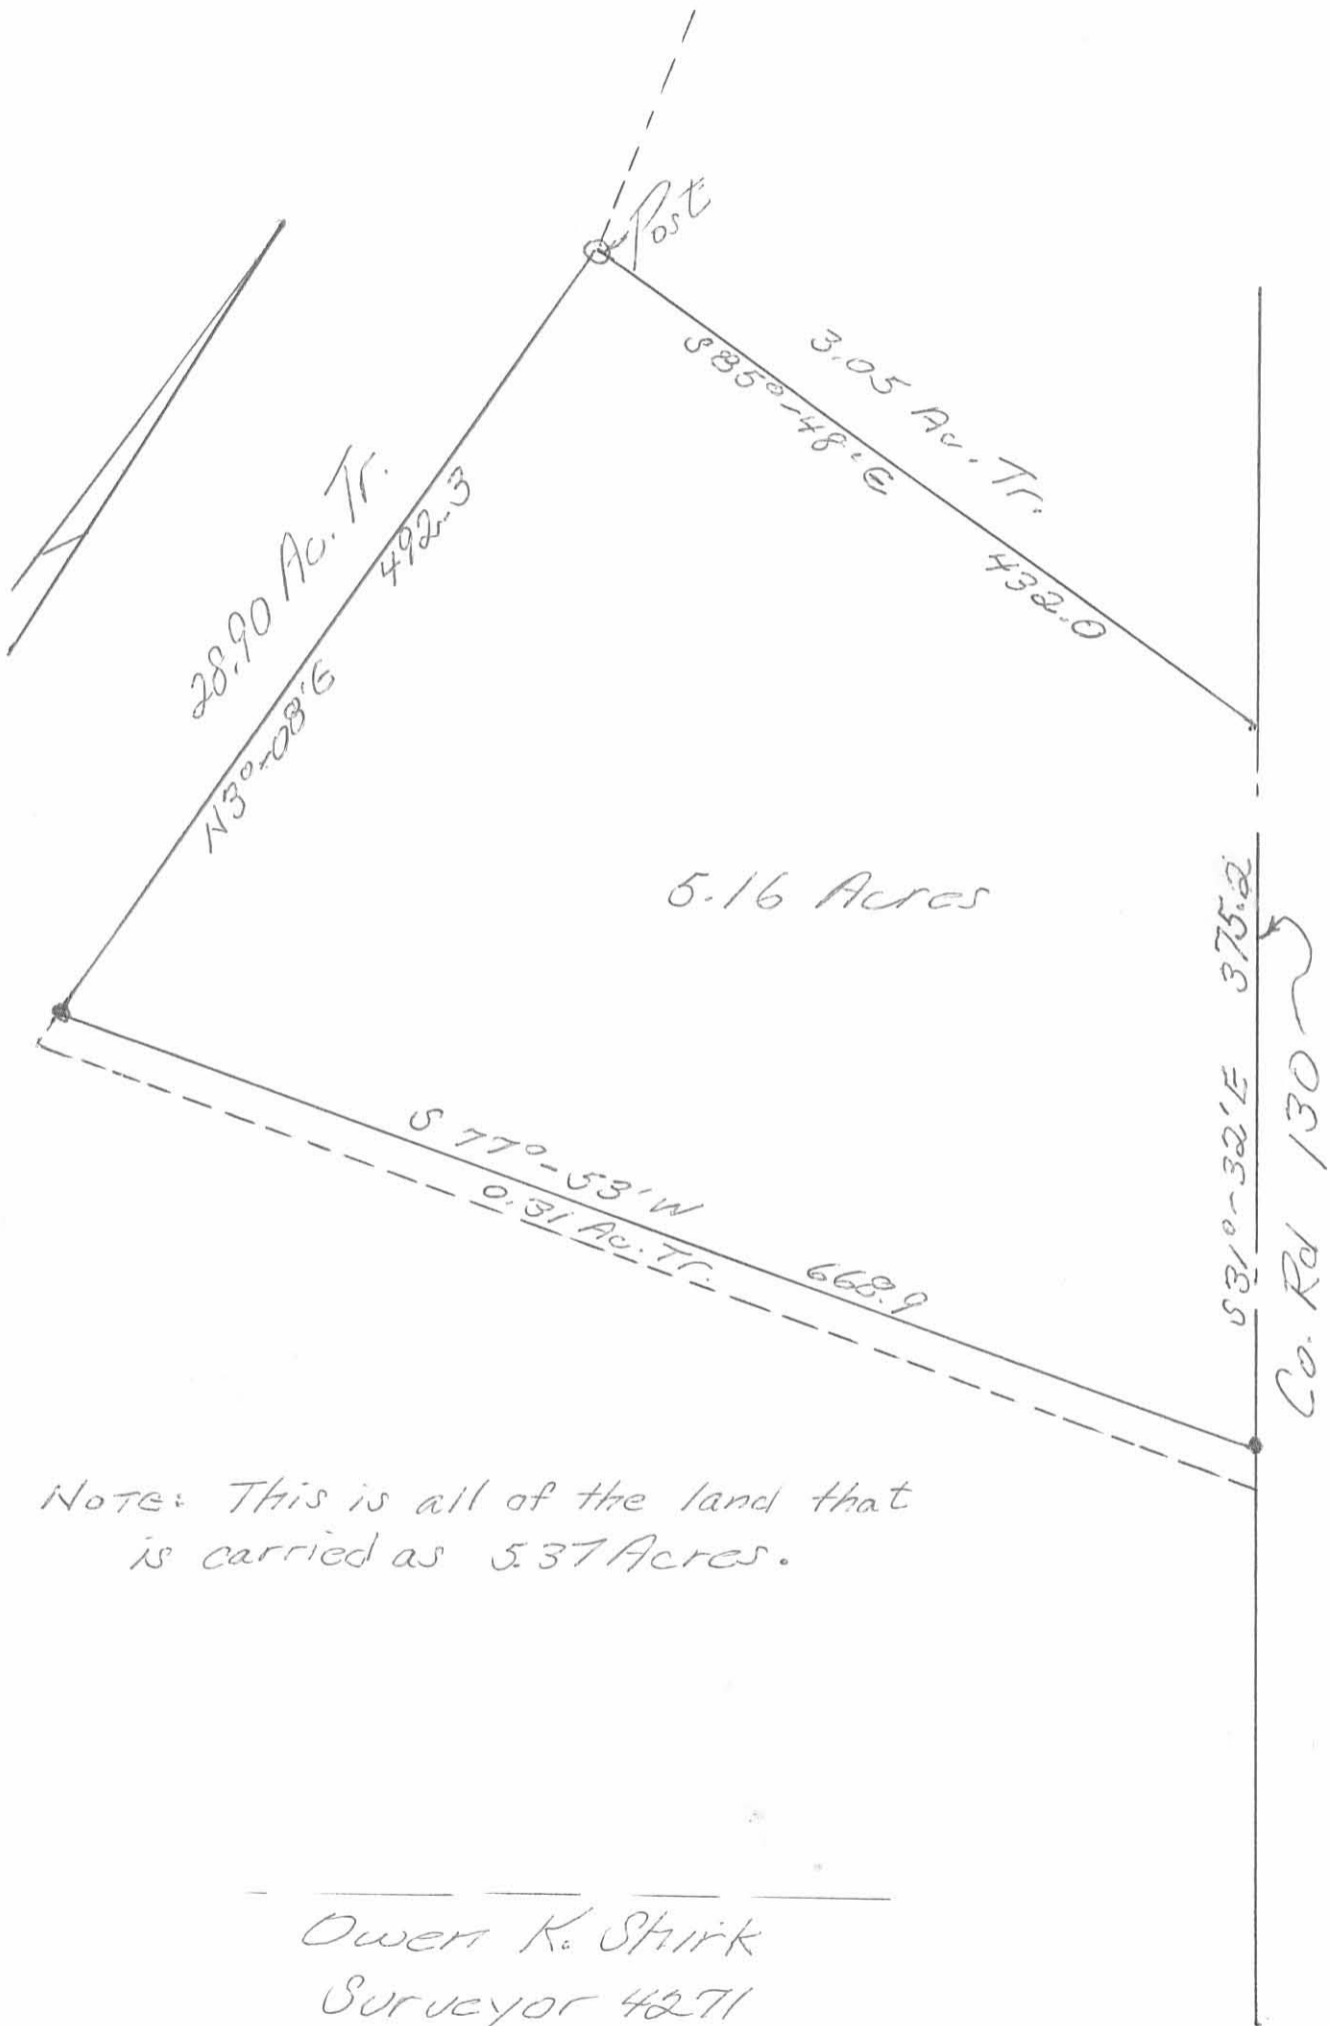 Post
3.05 Ac. Tr.
S 85°-48'E
432.0
28.90 Ac. Tr.
492.3
N3°-08'E
5.16 Acres
S31°-32'E 375.2
Co. Rd 130
S 77°-53'W
0.31 Ac. Tr.
668.9
NOTE: This is all of the land that
is carried as 5.37 Acres.
Owen K. Shirk
Surveyor 4271